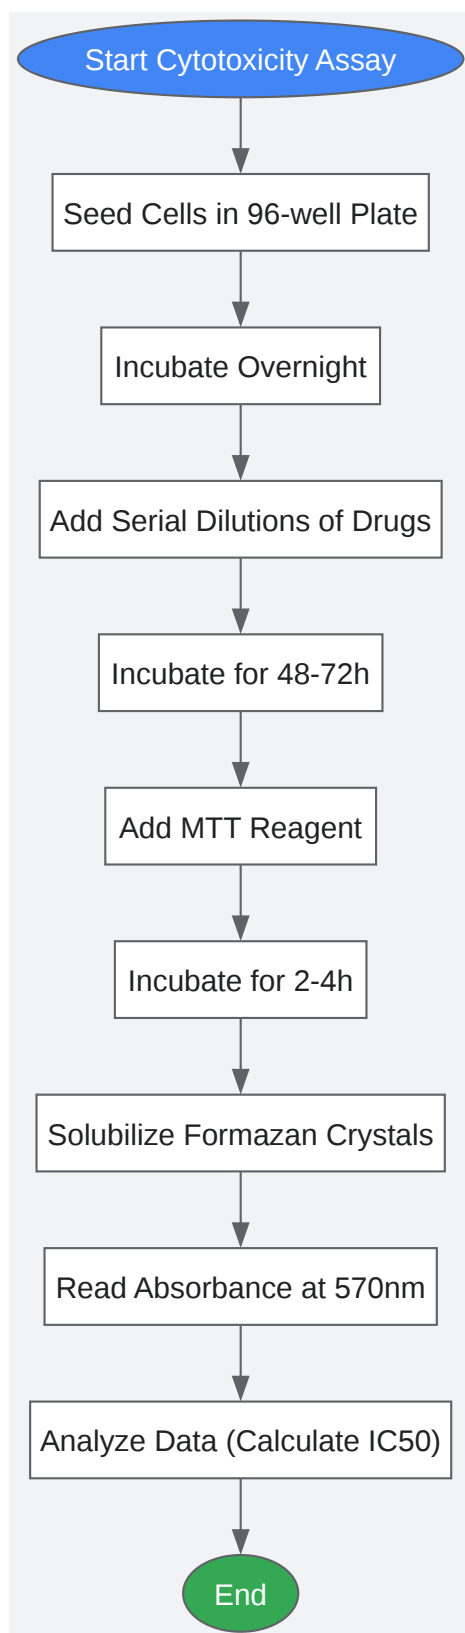 Start Cytotoxicity Assay
Seed Cells in 96-well Plate
Incubate Overnight
Add Serial Dilutions of Drugs
Incubate for 48-72h
Add MTT Reagent
Incubate for 2-4h
Solubilize Formazan Crystals
Read Absorbance at 570nm
Analyze Data (Calculate IC50)
End